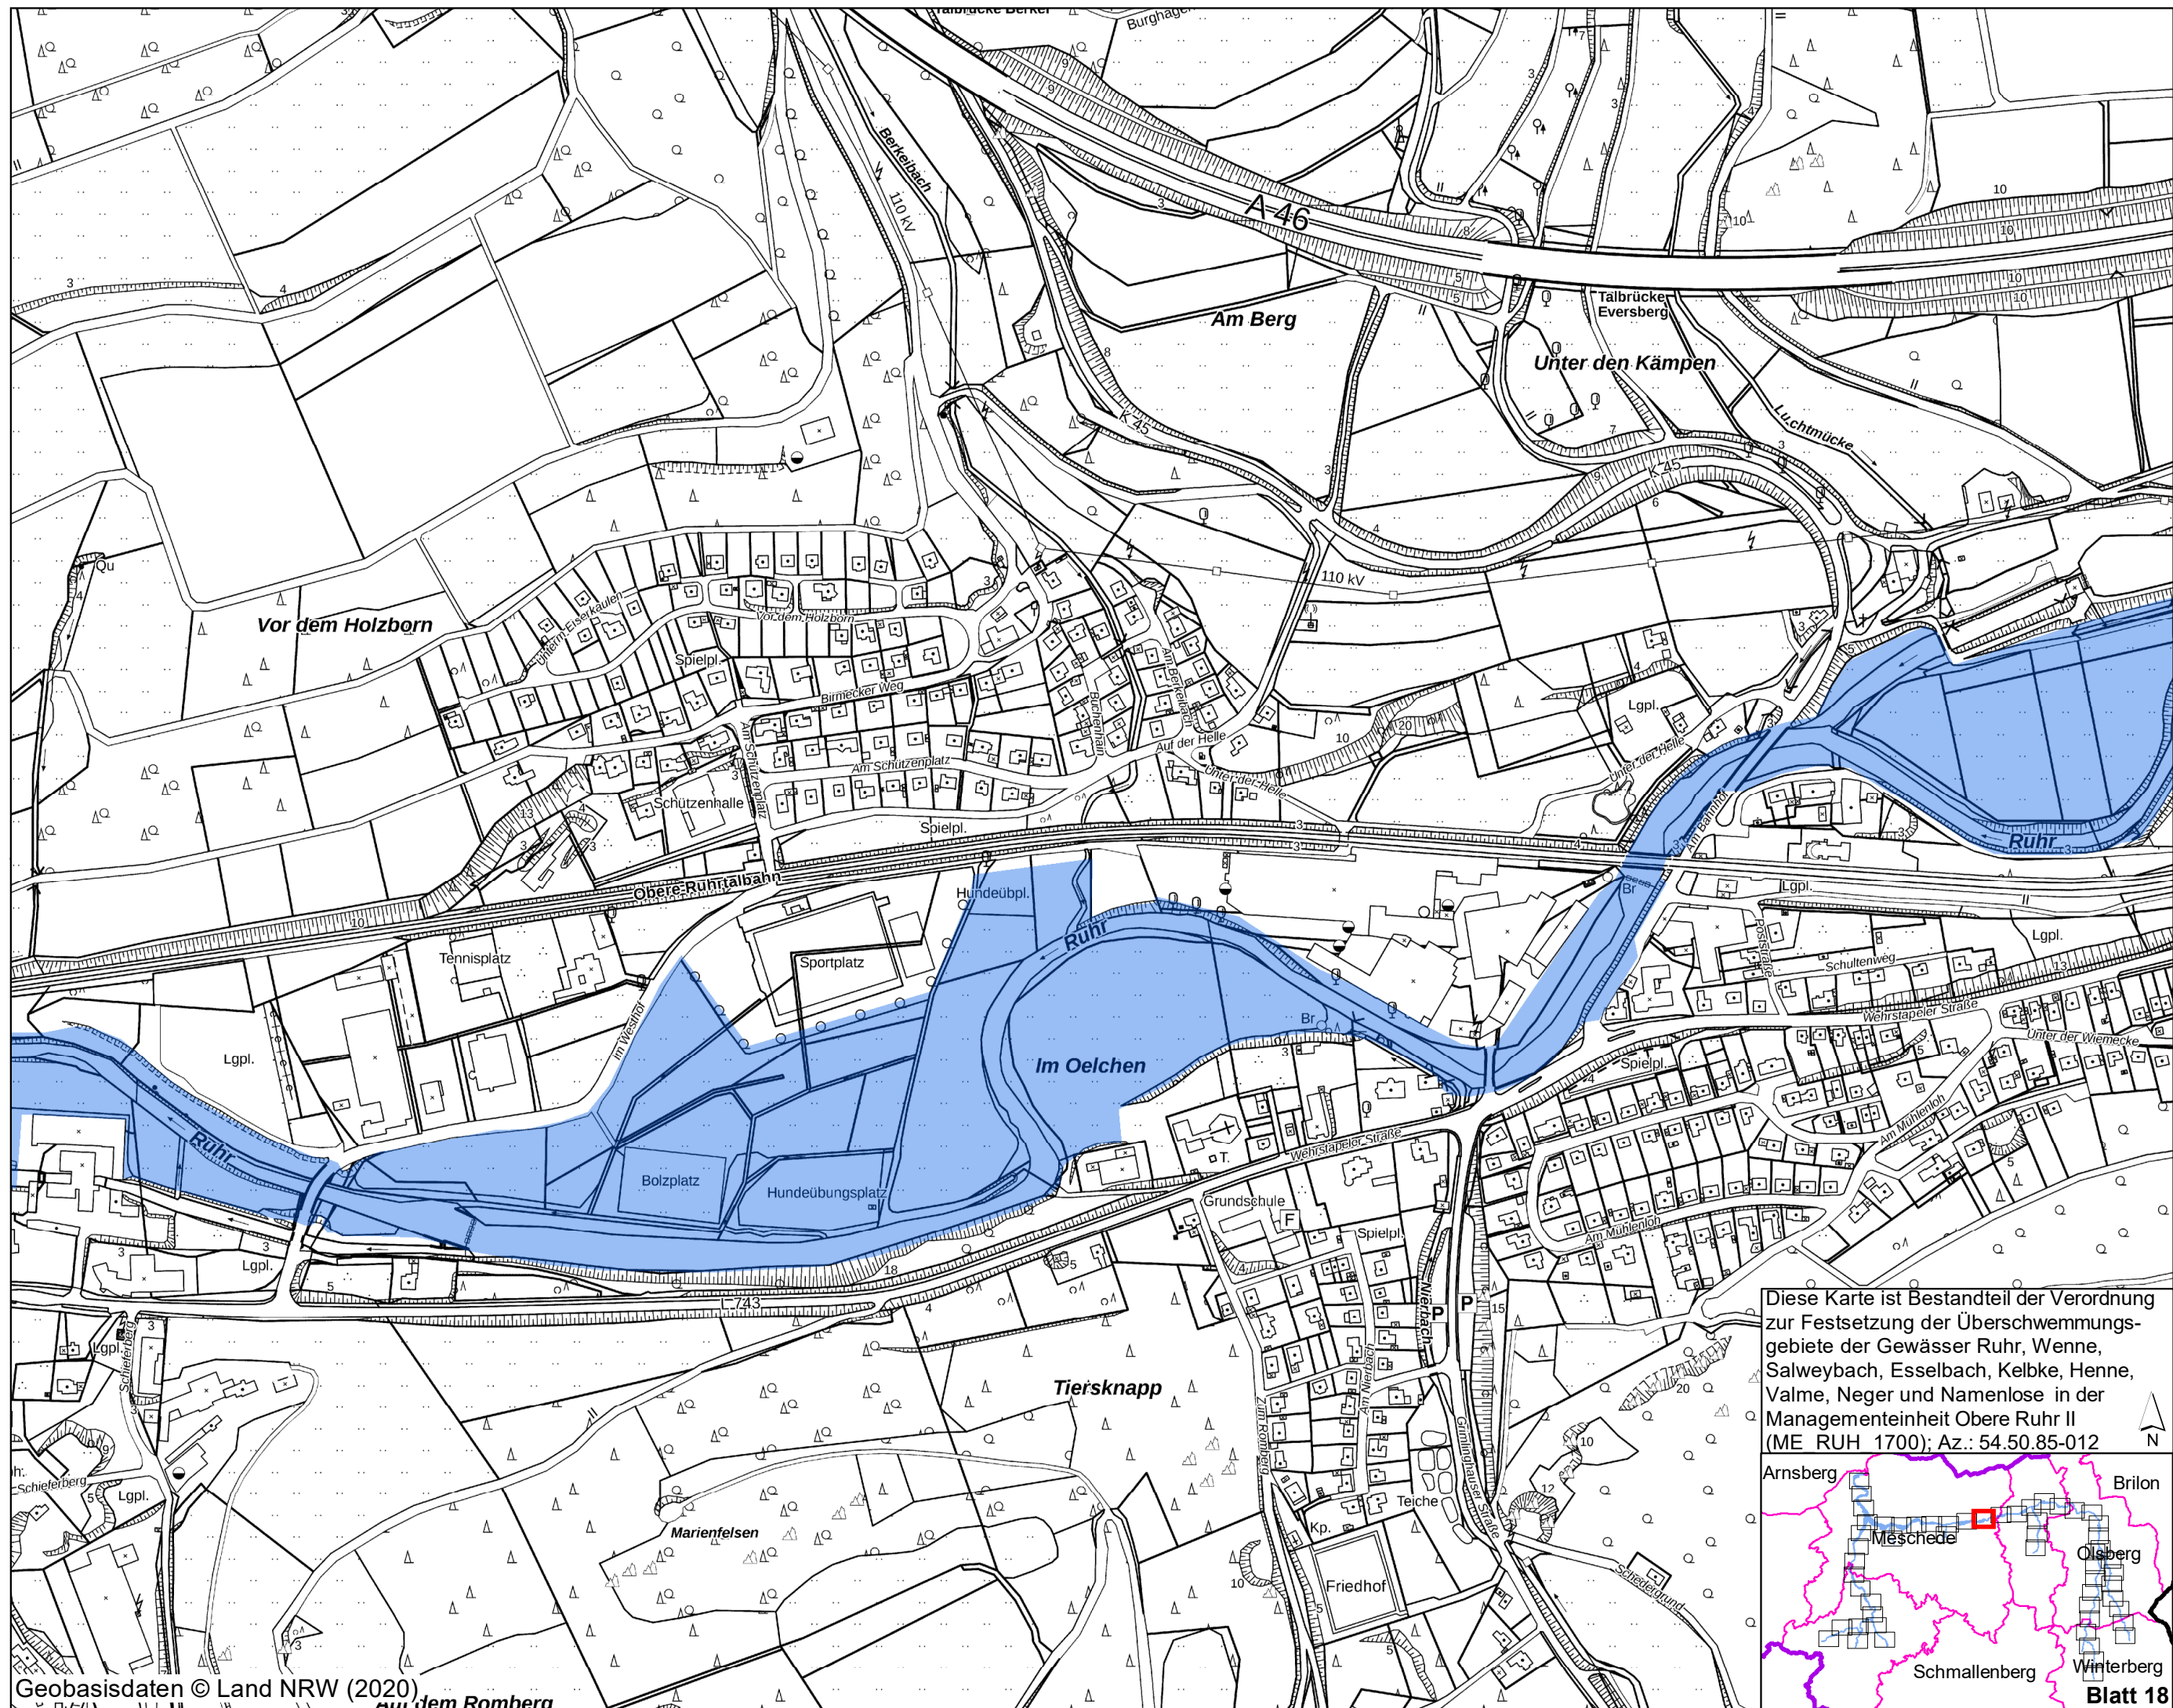 Talbrücke Berkel
Burghagen
Berkelbach
110 kV
A 46
Talbrücke
Eversberg
Am Berg
Unter den Kämpen
Luchtmücke
K 45
K 45
110 kV
Qu
Vor dem Holzborn
Unterm Eiserkaulen
Vor dem Holzborn
Spielpl.
Birmecker Weg
Am Schützenplatz
Buchenhain
Am Berkelbach
Auf der Helle
Am Schützenplatz
Unter der Helle
Unter der Helle
Lgpl.
Schützenhalle
Spielpl.
Am Bahnhof
Ruhr
Obere-Ruhrtalbahn
Hundeübpl.
Br
Lgpl.
Ruhr
Tennisplatz
Sportplatz
Poststraße
Schultenweg
Lgpl.
Im Westhof
Br
Wehrstapeler Straße
Unter der Wiemecke
Lgpl.
Im Oelchen
Spielpl.
Ruhr
Am Mühlenloh
Wehrstapeler Straße
T.
Bolzplatz
Hundeübungsplatz
Grundschule
F
Spielpl.
Am Mühlenloh
Lgpl.
L 743
Nierbach
P
P
Lgpl.
Schieferberg
Tiersknapp
Am Nierbach
Zum Romberg
Grimlinghauser Straße
Schieferberg
Lgpl.
Marienfelsen
Teiche
Kp.
Friedhof
Schedergrund
Auf dem Romberg
Geobasisdaten © Land NRW (2020)
Diese Karte ist Bestandteil der Verordnung
zur Festsetzung der Überschwemmungs-
gebiete der Gewässer Ruhr, Wenne,
Salweybach, Esselbach, Kelbke, Henne,
Valme, Neger und Namenlose in der
Managementeinheit Obere Ruhr II
(ME_RUH_1700); Az.: 54.50.85-012
N
Arnsberg
Brilon
Meschede
Olsberg
Schmallenberg
Winterberg
Blatt 18